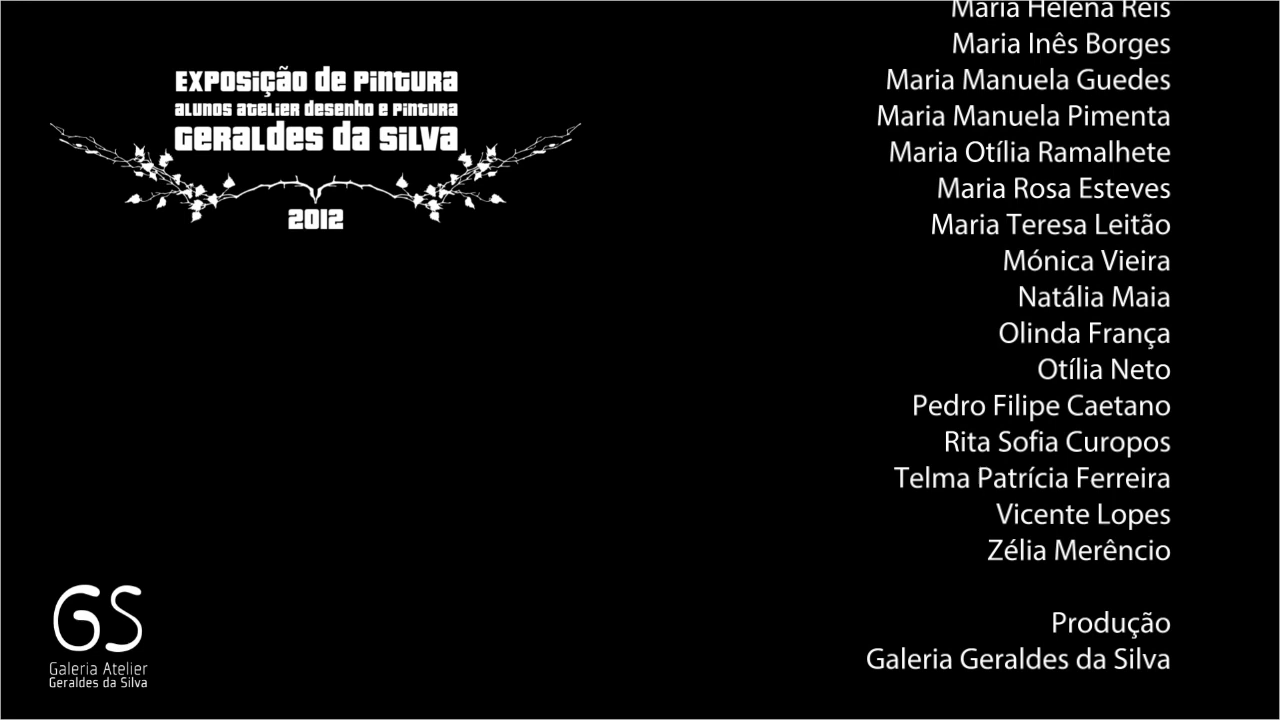 EXPOSIÇÃO DE PINTURA
ALUNOS ATELIER DESENHO E PINTURA
GERALDES DA SILVA
2012
Maria Helena Reis
Maria Inês Borges
Maria Manuela Guedes
Maria Manuela Pimenta
Maria Otília Ramalhete
Maria Rosa Esteves
Maria Teresa Leitão
Mónica Vieira
Natália Maia
Olinda França
Otília Neto
Pedro Filipe Caetano
Rita Sofia Curopos
Telma Patrícia Ferreira
Vicente Lopes
Zélia Merêncio
Produção
Galeria Geraldes da Silva
GS
Galeria Atelier
Geraldes da Silva